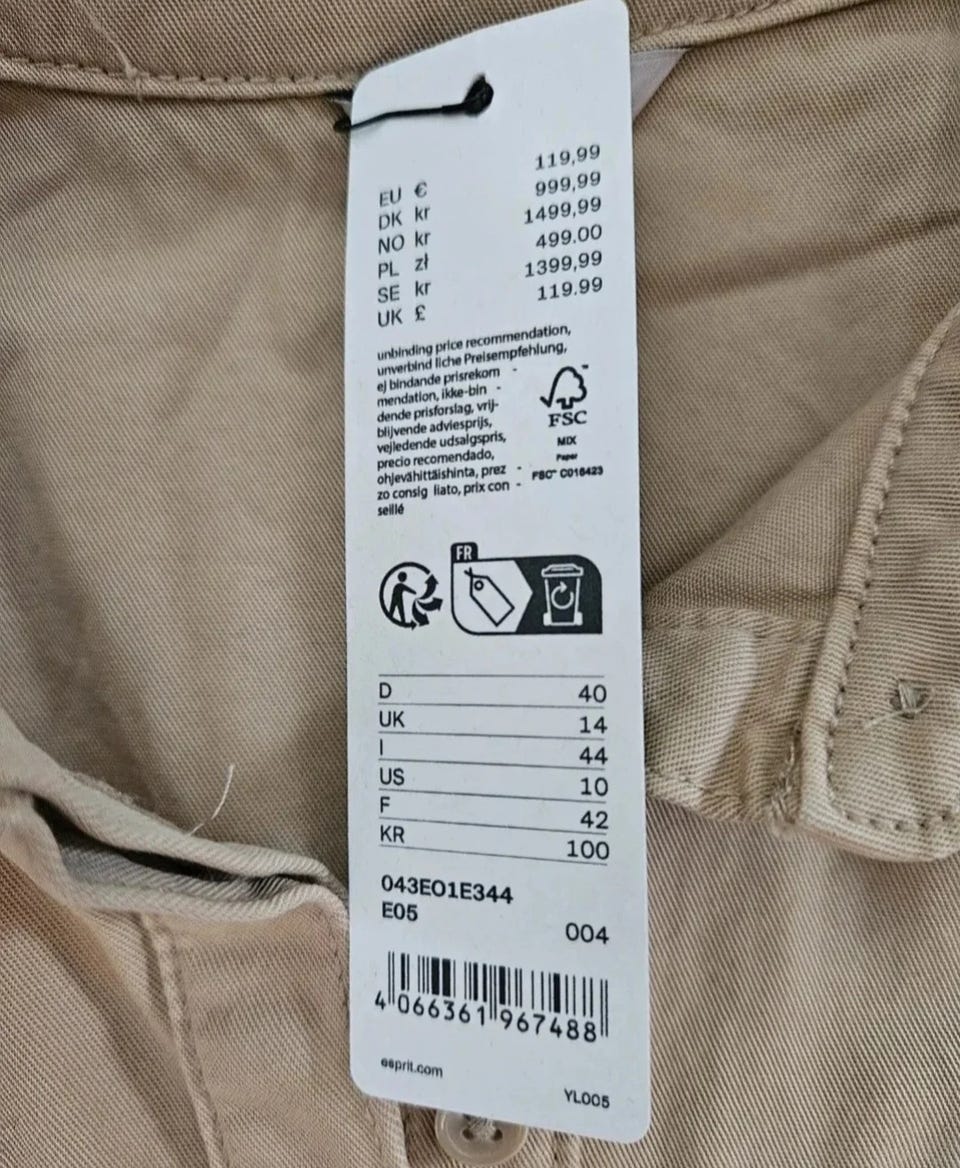 EU € 119,99
DK kr 999,99
NO kr 1499,99
PL zł 499.00
SE kr 1399,99
UK £ 119.99
unbinding price recommendation,
unverbind liche Preisempfehlung,
ej bindande prisrekom -
mendation, ikke-bin -
dende prisforslag, vrij-
blijvende adviesprijs,
vejledende udsalgspris,
precio recomendado,
ohjevähittäishinta, prez -
zo consig liato, prix con -
seillé
FSC
MIX
Paper
FSC™ C016423
FR
D 40
UK 14
I 44
US 10
F 42
KR 100
043EO1E344
E05
004
4 066361 967488
esprit.com
YL005